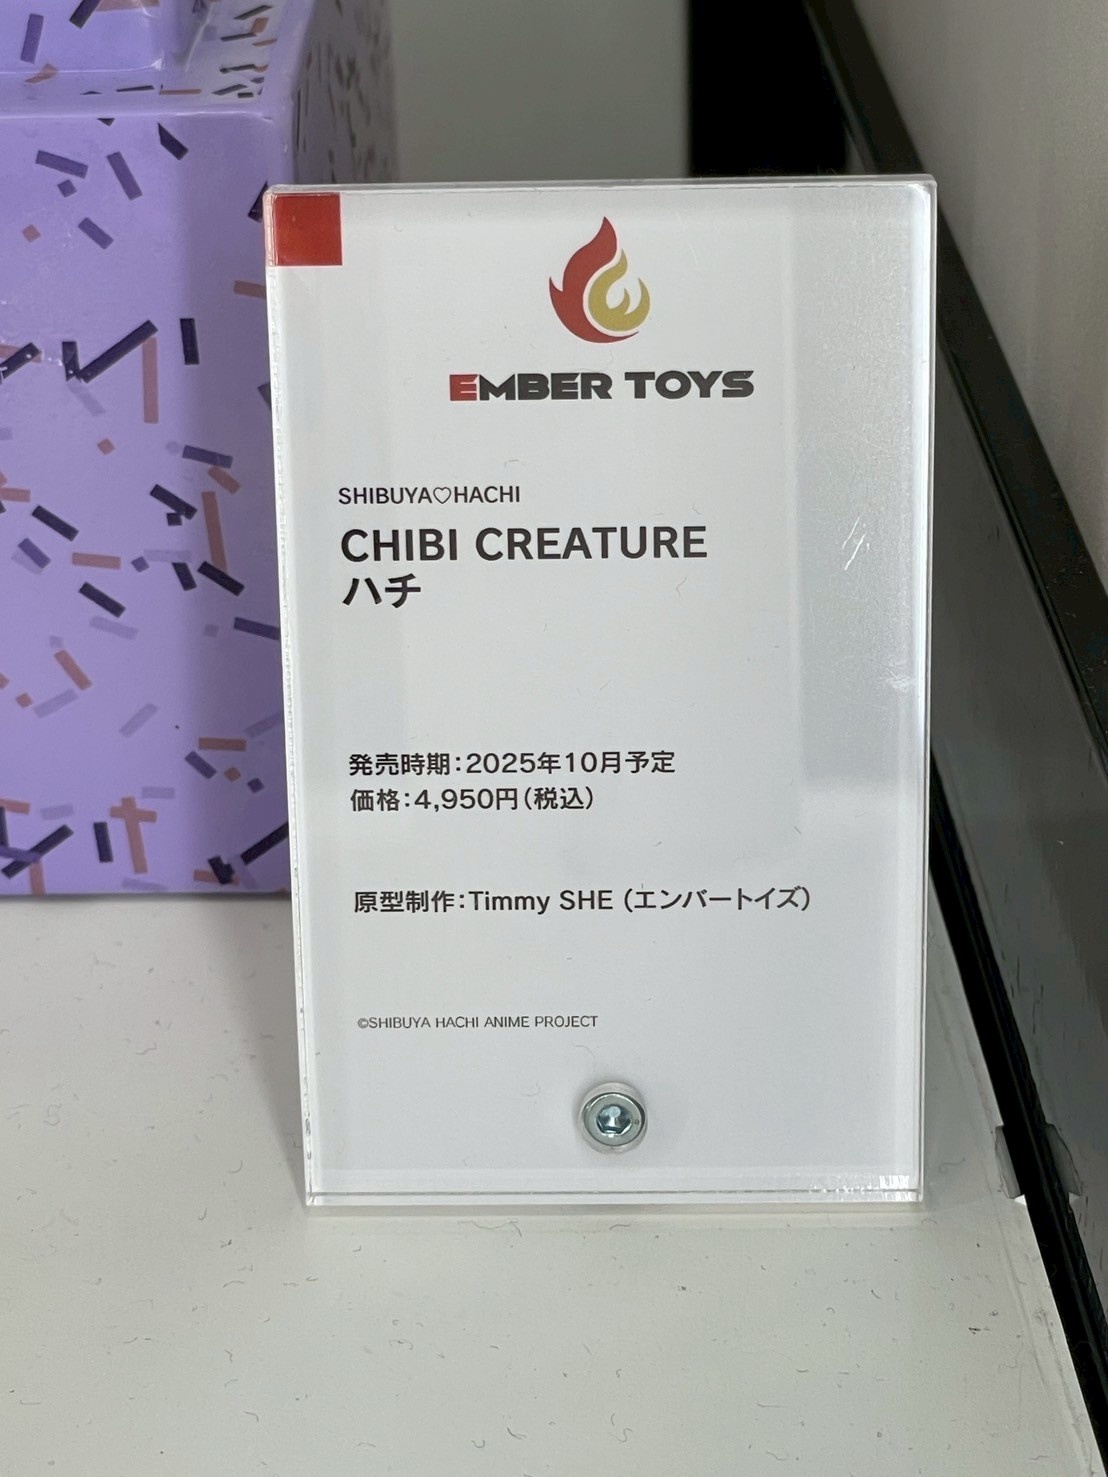 EMBER TOYS
SHIBUYA♡HACHI
CHIBI CREATURE
ハチ
発売時期：2025年10月予定
価格：4,950円（税込）
原型制作：Timmy SHE (エンバートイズ)
©SHIBUYA HACHI ANIME PROJECT